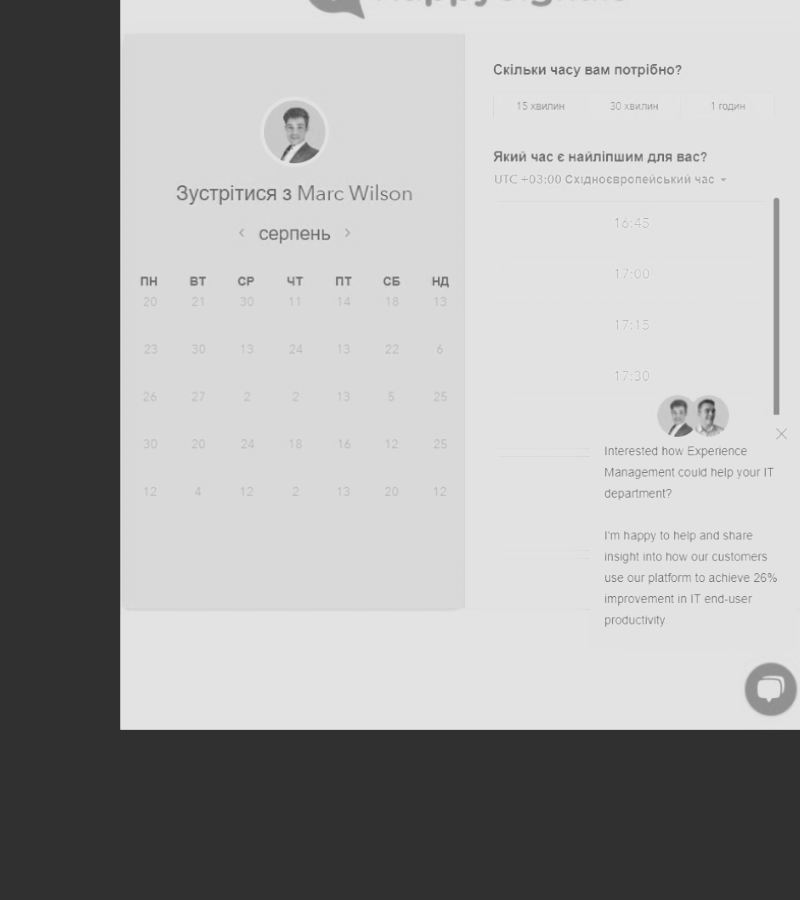 Зустрітися з Marc Wilson
серпень
ПН ВТ СР ЧТ ПТ СБ НД
20 21 30 11 14 18 13
23 30 13 24 13 22 6
26 27 2 2 13 5 25
30 20 24 18 16 12 25
12 4 12 2 13 20 12
Скільки часу вам потрібно?
15 хвилин 30 хвилин 1 годин
Який час є найліпшим для вас?
UTC +03:00 Східноєвропейський час
16:45
17:00
17:15
17:30
Interested how Experience
Management could help your IT
department?
I'm happy to help and share
insight into how our customers
use our platform to achieve 26%
improvement in IT end-user
productivity